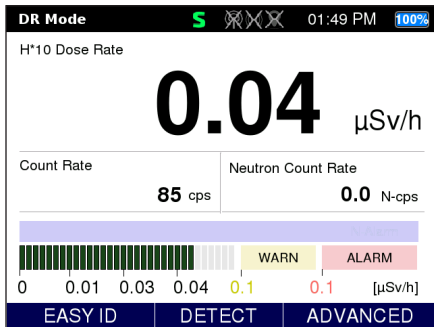 DR Mode S 01:49 PM 100%
H*10 Dose Rate
0.04 µSv/h
Count Rate
85 cps
Neutron Count Rate
0.0 N-cps
WARN ALARM
0 0.01 0.03 0.04 0.1 0.1 [µSv/h]
EASY ID DETECT ADVANCED